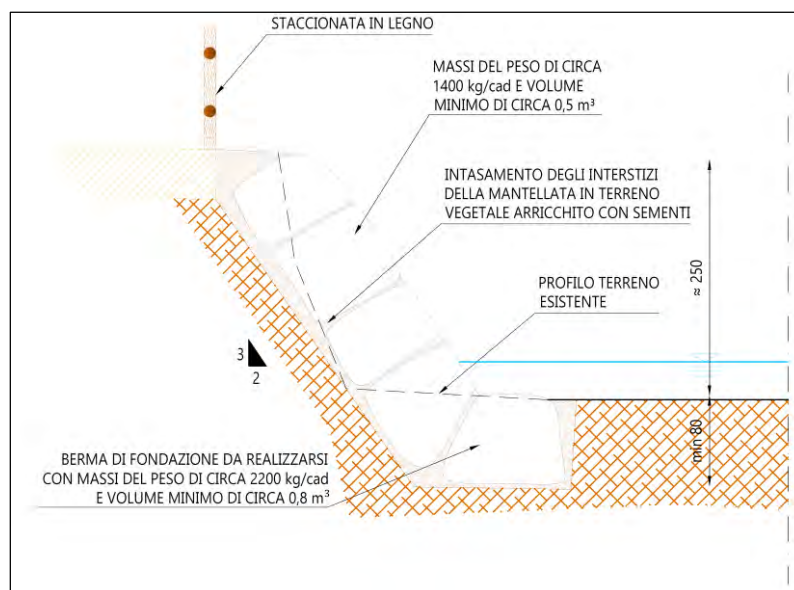 STACCIONATA IN LEGNO
MASSI DEL PESO DI CIRCA
1400 kg/cad E VOLUME
MINIMO DI CIRCA 0,5 m³
INTASAMENTO DEGLI INTERSTIZI
DELLA MANTELLATA IN TERRENO
VEGETALE ARRICCHITO CON SEMENTI
PROFILO TERRENO
ESISTENTE
≈ 250
3
2
min 80
BERMA DI FONDAZIONE DA REALIZZARSI
CON MASSI DEL PESO DI CIRCA 2200 kg/cad
E VOLUME MINIMO DI CIRCA 0,8 m³